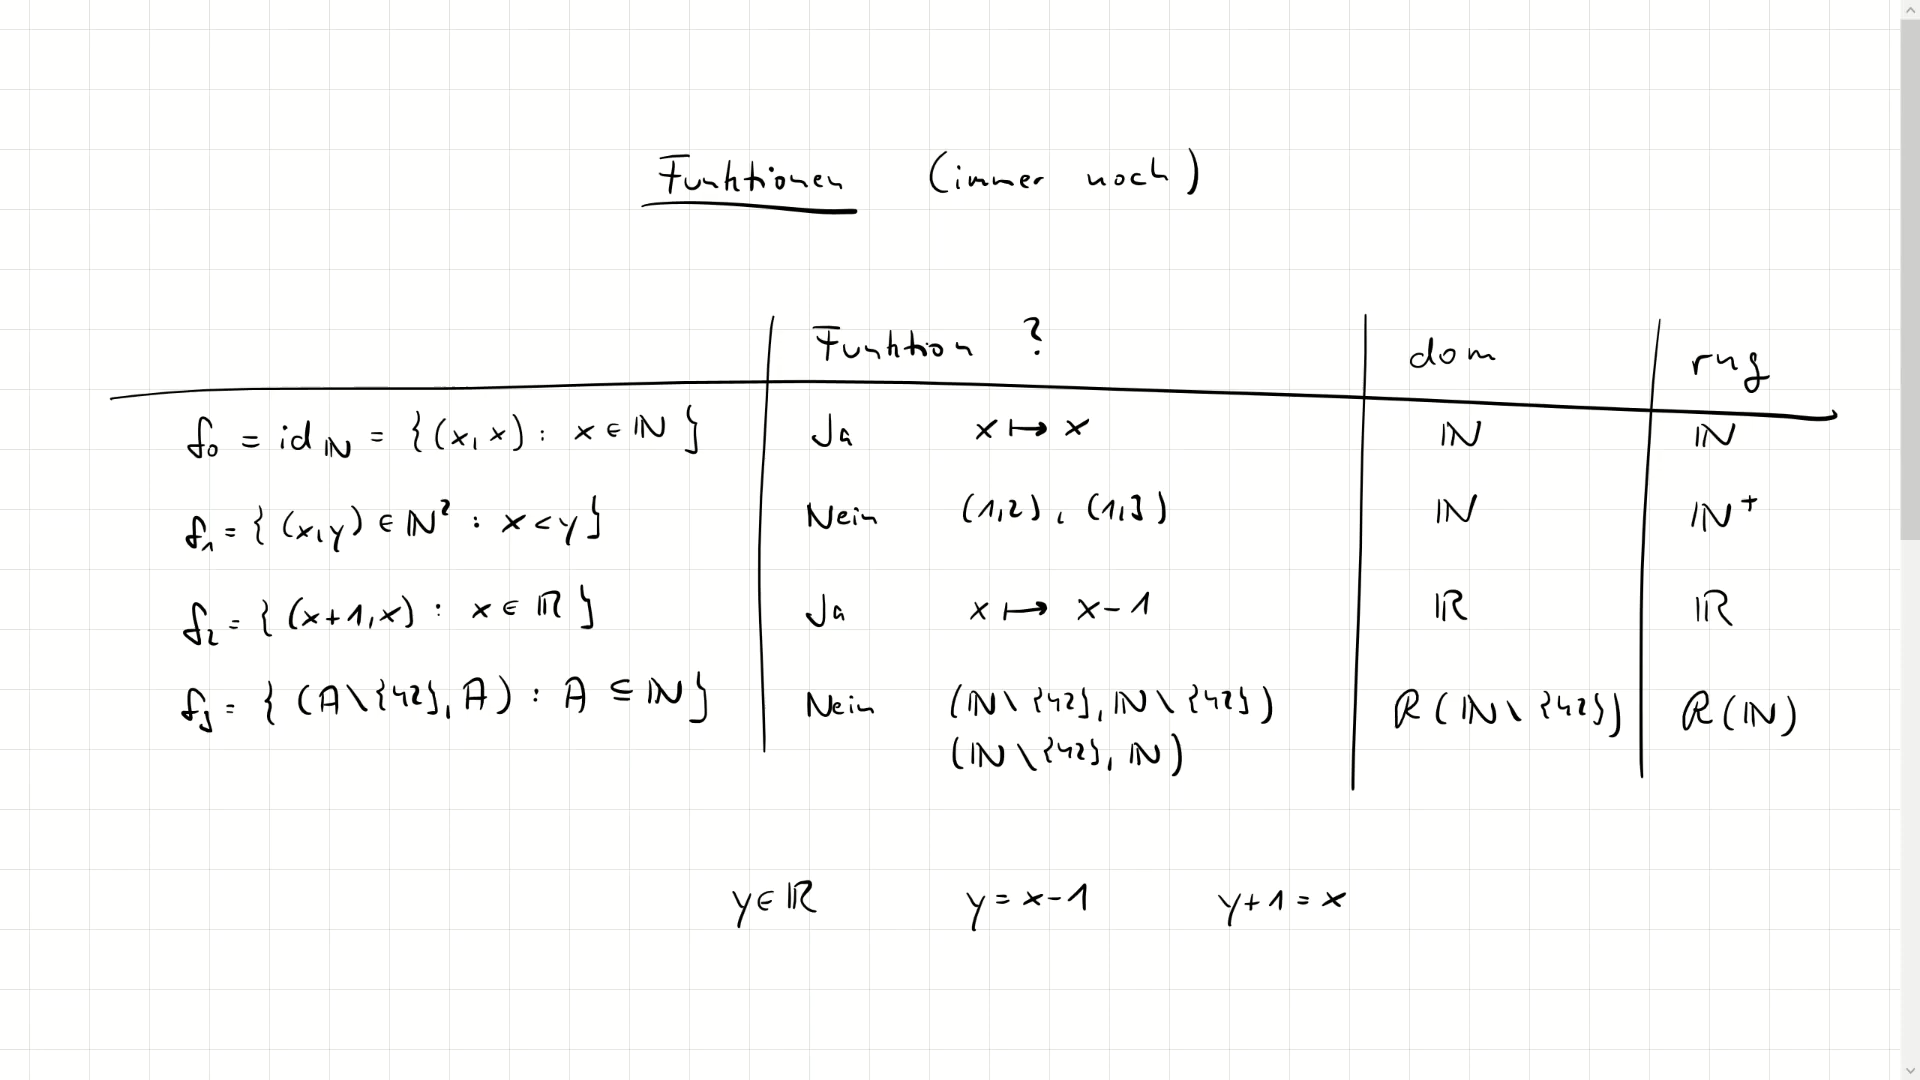 Funktionen (immer noch)
Funktion ? dom rng
f₀ = id_ℕ = {(x,x) : x ∈ ℕ} Ja x ↦ x ℕ ℕ
f₁ = {(x,y) ∈ ℕ² : x < y} Nein (1,2), (1,3) ℕ ℕ⁺
f₂ = {(x+1,x) : x ∈ ℝ} Ja x ↦ x-1 ℝ ℝ
f₃ = {(A\{42}, A) : A ⊆ ℕ} Nein (ℕ\{42}, ℕ\{42}) 𝒫(ℕ\{42}) 𝒫(ℕ)
(ℕ\{42}, ℕ)
y ∈ ℝ y = x-1 y+1 = x